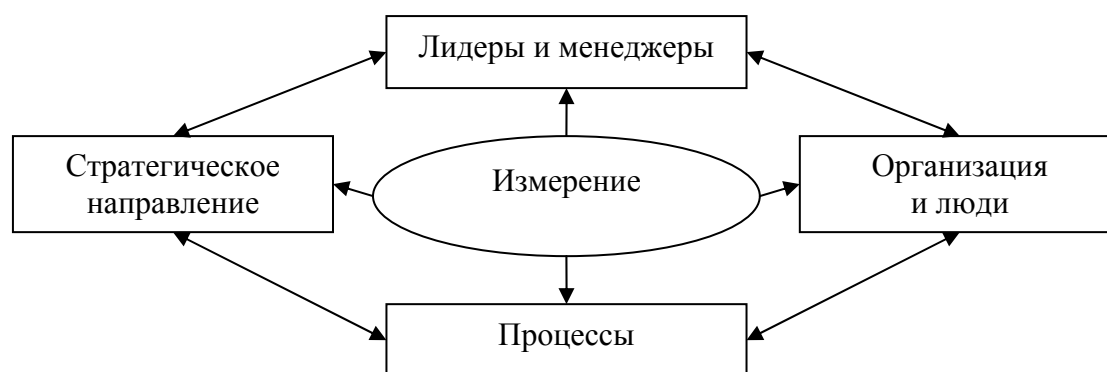 Лидеры и менеджеры
Стратегическое
направление
Измерение
Организация
и люди
Процессы